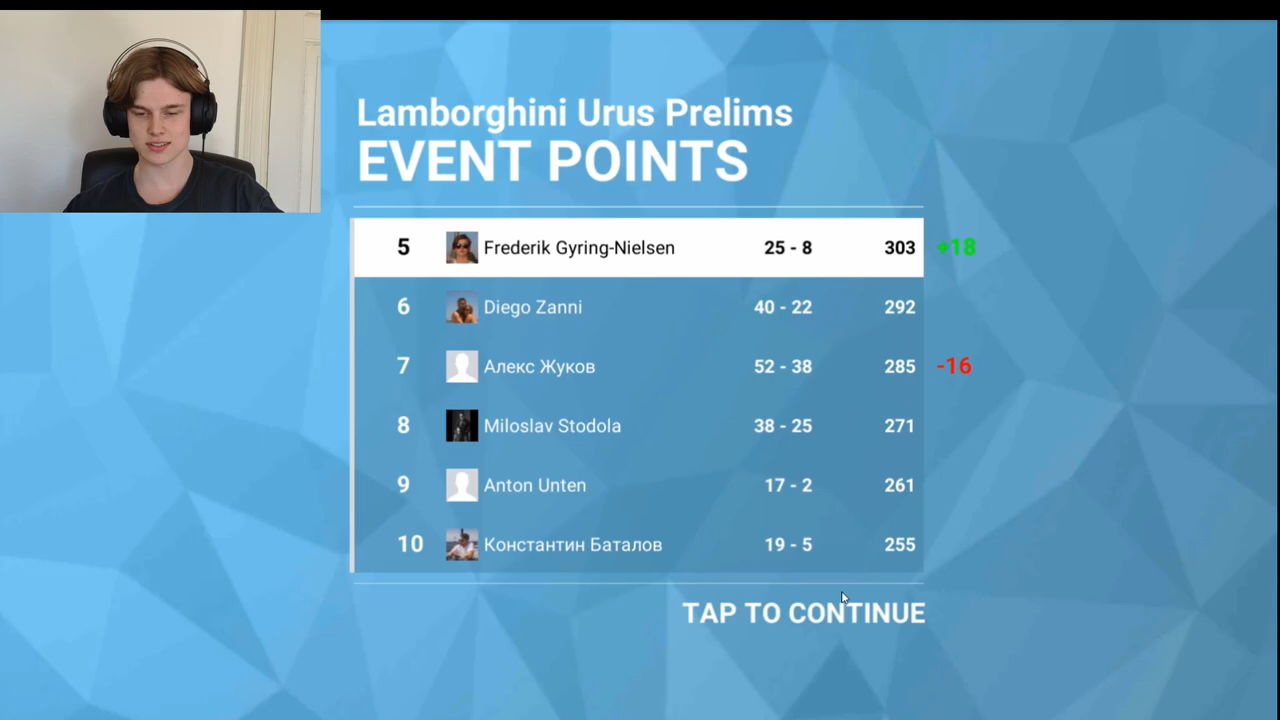 Lamborghini Urus Prelims
EVENT POINTS
5 Frederik Gyring-Nielsen 25 - 8 303 +18
6 Diego Zanni 40 - 22 292
7 Алекс Жуков 52 - 38 285 -16
8 Miloslav Stodola 38 - 25 271
9 Anton Unten 17 - 2 261
10 Константин Баталов 19 - 5 255
TAP TO CONTINUE